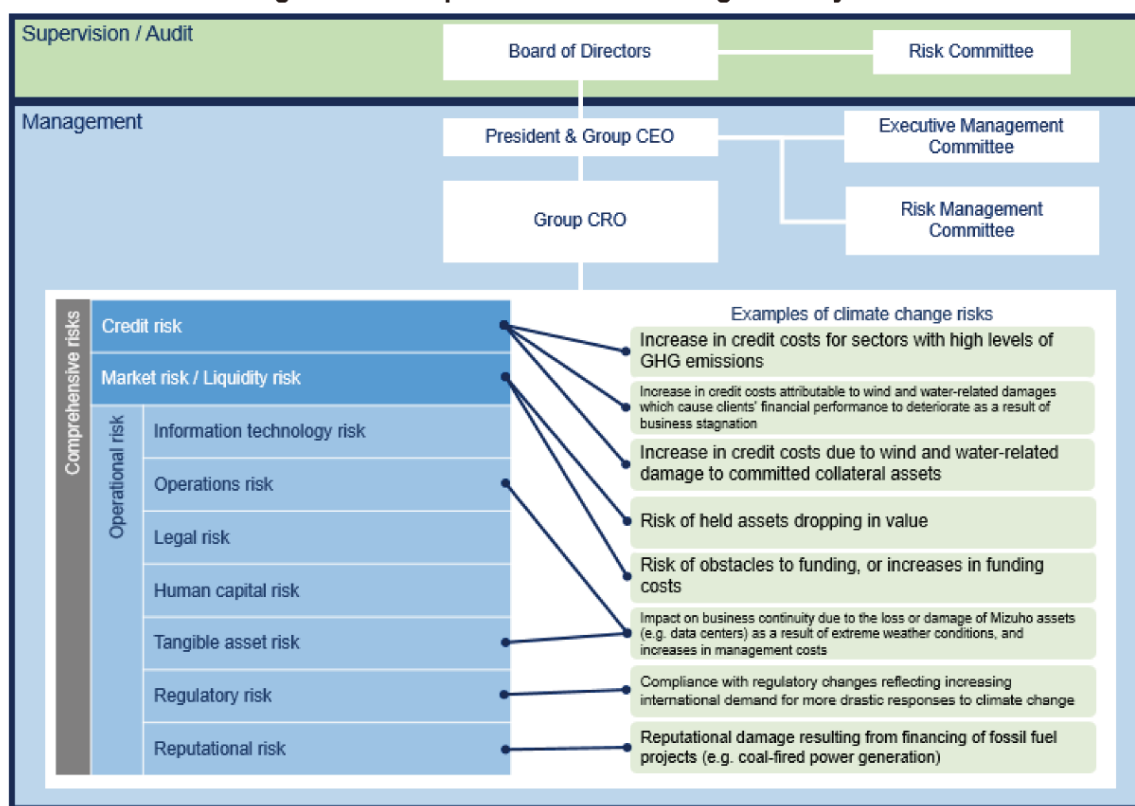 Supervision / Audit
Board of Directors
Risk Committee
Management
President & Group CEO
Executive Management
Committee
Group CRO
Risk Management
Committee
Comprehensive risks
Credit risk
Market risk / Liquidity risk
Operational risk
Information technology risk
Operations risk
Legal risk
Human capital risk
Tangible asset risk
Regulatory risk
Reputational risk
Examples of climate change risks
Increase in credit costs for sectors with high levels of
GHG emissions
Increase in credit costs attributable to wind and water-related damages
which cause clients' financial performance to deteriorate as a result of
business stagnation
Increase in credit costs due to wind and water-related
damage to committed collateral assets
Risk of held assets dropping in value
Risk of obstacles to funding, or increases in funding
costs
Impact on business continuity due to the loss or damage of Mizuho assets
(e.g. data centers) as a result of extreme weather conditions, and
increases in management costs
Compliance with regulatory changes reflecting increasing
international demand for more drastic responses to climate change
Reputational damage resulting from financing of fossil fuel
projects (e.g. coal-fired power generation)